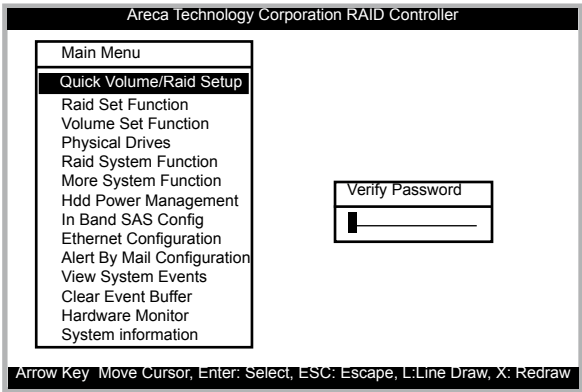 Areca Technology Corporation RAID Controller
Main Menu
Quick Volume/Raid Setup
Raid Set Function
Volume Set Function
Physical Drives
Raid System Function
More System Function
Hdd Power Management
In Band SAS Config
Ethernet Configuration
Alert By Mail Configuration
View System Events
Clear Event Buffer
Hardware Monitor
System information
Verify Password
Arrow Key Move Cursor, Enter: Select, ESC: Escape, L:Line Draw, X: Redraw